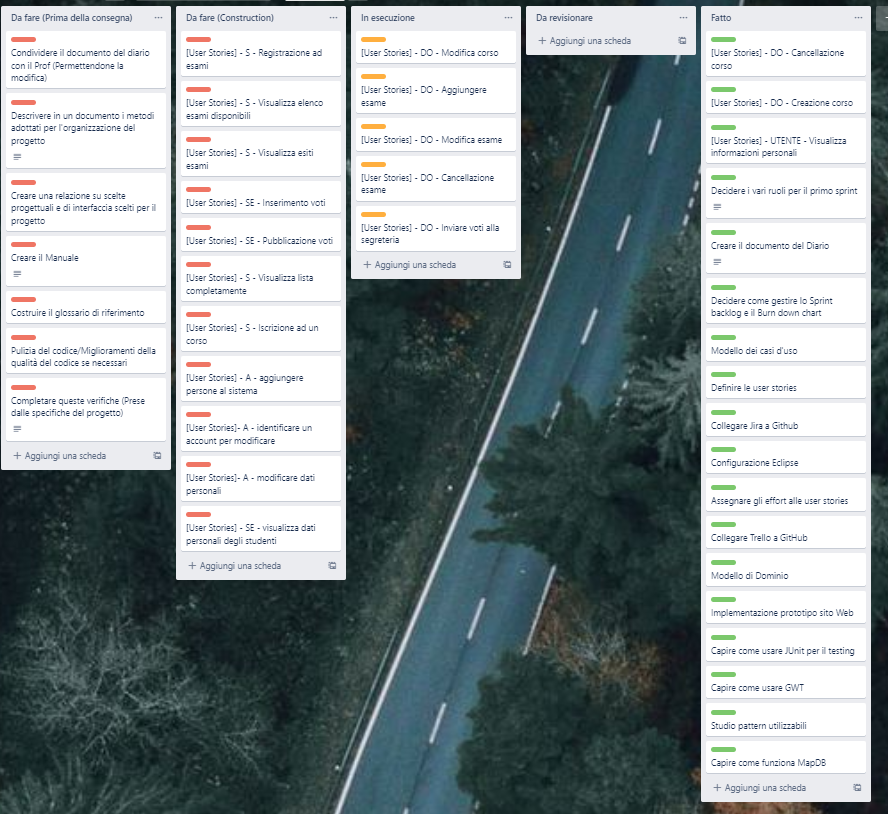 Da fare (Prima della consegna)
Condividere il documento del diario
con il Prof (Permettendone la
modifica)
Descrivere in un documento i metodi
adottati per l'organizzazione del
progetto
Creare una relazione su scelte
progettuali e di interfaccia scelti per il
progetto
Creare il Manuale
Costruire il glossario di riferimento
Pulizia del codice/Miglioramenti della
qualità del codice se necessari
Completare queste verifiche (Prese
dalle specifiche del progetto)
+ Aggiungi una scheda
Da fare (Construction)
[User Stories] - S - Registrazione ad
esami
[User Stories] - S - Visualizza elenco
esami disponibili
[User Stories] - S - Visualizza esiti
esami
[User Stories] - SE - Inserimento voti
[User Stories] - SE - Pubblicazione voti
[User Stories] - S - Visualizza lista
completamente
[User Stories] - S - Iscrizione ad un
corso
[User Stories] - A - aggiungere
persone al sistema
[User Stories]- A - identificare un
account per modificare
[User Stories]- A - modificare dati
personali
[User Stories] - SE - visualizza dati
personali degli studenti
+ Aggiungi una scheda
In esecuzione
[User Stories] - DO - Modifica corso
[User Stories] - DO - Aggiungere
esame
[User Stories] - DO - Modifica esame
[User Stories] - DO - Cancellazione
esame
[User Stories] - DO - Inviare voti alla
segreteria
+ Aggiungi una scheda
Da revisionare
+ Aggiungi una scheda
Fatto
[User Stories] - DO - Cancellazione
corso
[User Stories] - DO - Creazione corso
[User Stories] - UTENTE - Visualizza
informazioni personali
Decidere i vari ruoli per il primo sprint
Creare il documento del Diario
Decidere come gestire lo Sprint
backlog e il Burn down chart
Modello dei casi d'uso
Definire le user stories
Collegare Jira a Github
Configurazione Eclipse
Assegnare gli effort alle user stories
Collegare Trello a GitHub
Modello di Dominio
Implementazione prototipo sito Web
Capire come usare JUnit per il testing
Capire come usare GWT
Studio pattern utilizzabili
Capire come funziona MapDB
+ Aggiungi una scheda